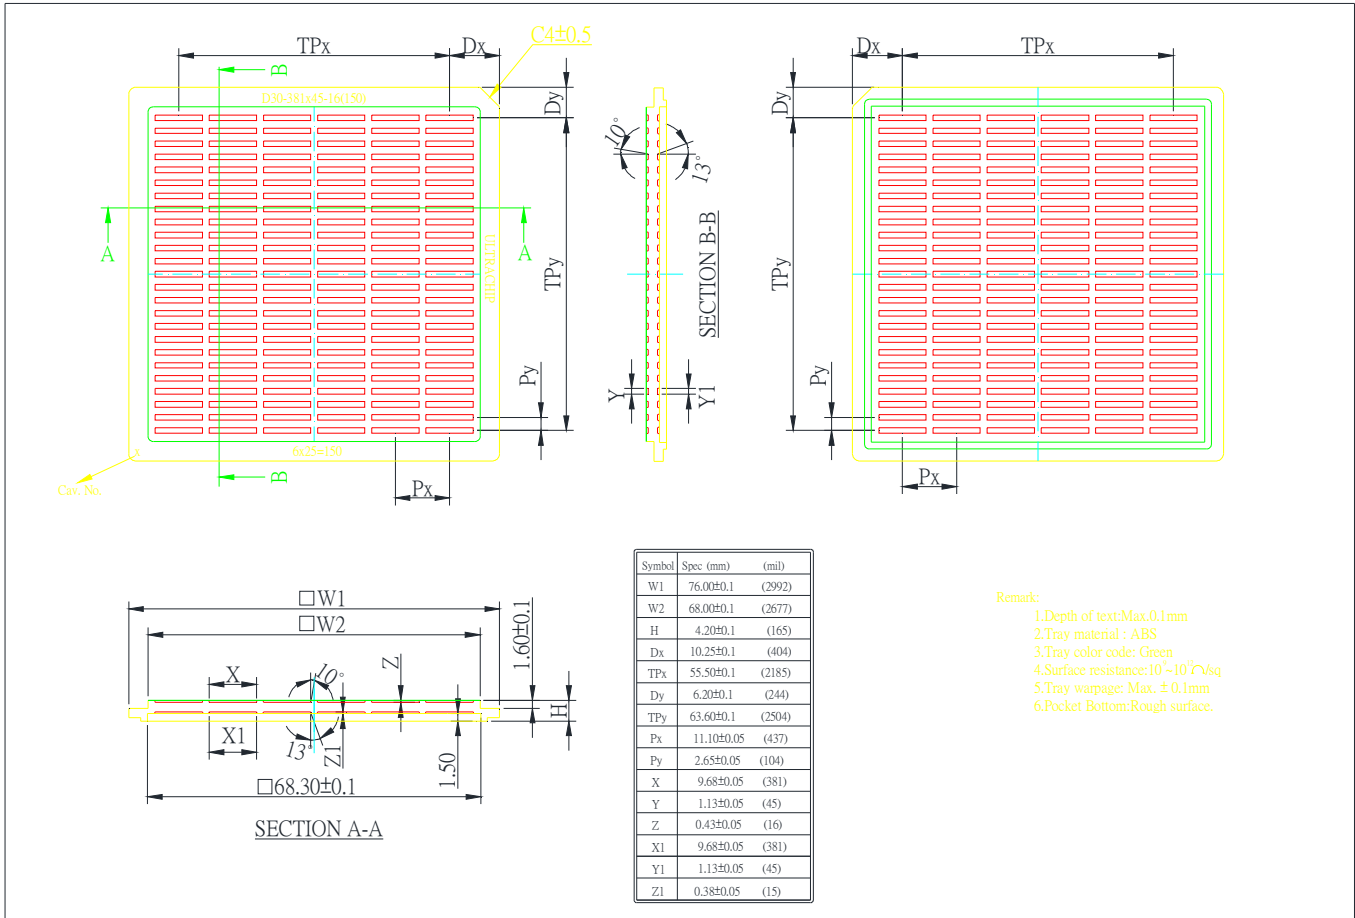 TPx
Dx
C4±0.5
B
D30-381x45-16(150)
Dy
A
A
ULTRACHIP
TPy
Py
6x25=150
B
Cav. No.
Px
10°
13°
SECTION B-B
Y
Y1
Dx
TPx
Dy
TPy
Py
Px
□W1
□W2
1.60±0.1
X
10°
Z
H
X1
13°
Z1
1.50
□68.30±0.1
SECTION A-A
Symbol Spec (mm) (mil)
W1 76.00±0.1 (2992)
W2 68.00±0.1 (2677)
H 4.20±0.1 (165)
Dx 10.25±0.1 (404)
TPx 55.50±0.1 (2185)
Dy 6.20±0.1 (244)
TPy 63.60±0.1 (2504)
Px 11.10±0.05 (437)
Py 2.65±0.05 (104)
X 9.68±0.05 (381)
Y 1.13±0.05 (45)
Z 0.43±0.05 (16)
X1 9.68±0.05 (381)
Y1 1.13±0.05 (45)
Z1 0.38±0.05 (15)
Remark:
1.Depth of text:Max.0.1mm
2.Tray material : ABS
3.Tray color code: Green
4.Surface resistance:
5.Tray warpage: Max. ± 0.1mm
6.Pocket Bottom:Rough surface.